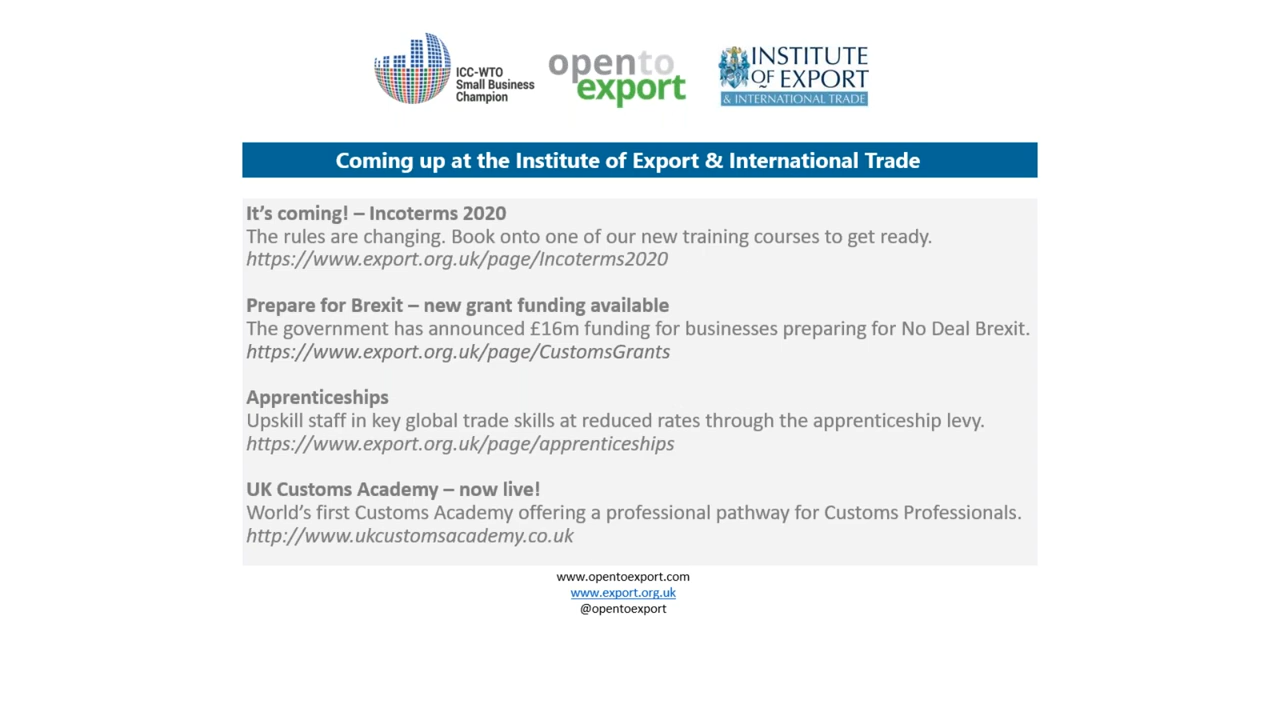 ICC-WTO
Small Business
Champion
opento
export
INSTITUTE
OF EXPORT
& INTERNATIONAL TRADE
Coming up at the Institute of Export & International Trade
It’s coming! – Incoterms 2020
The rules are changing. Book onto one of our new training courses to get ready.
https://www.export.org.uk/page/Incoterms2020
Prepare for Brexit – new grant funding available
The government has announced £16m funding for businesses preparing for No Deal Brexit.
https://www.export.org.uk/page/CustomsGrants
Apprenticeships
Upskill staff in key global trade skills at reduced rates through the apprenticeship levy.
https://www.export.org.uk/page/apprenticeships
UK Customs Academy – now live!
World’s first Customs Academy offering a professional pathway for Customs Professionals.
http://www.ukcustomsacademy.co.uk
www.opentoexport.com
www.export.org.uk
@opentoexport